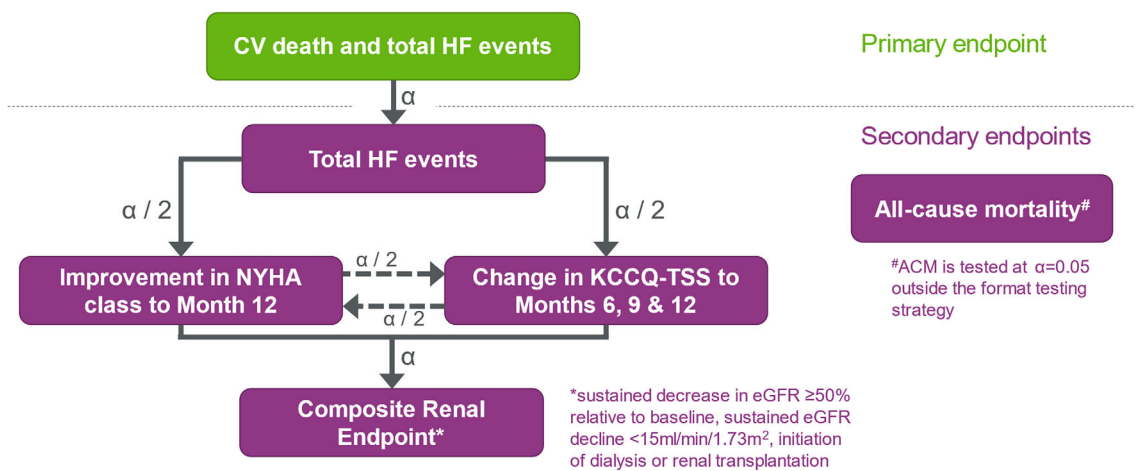 CV death and total HF events
Primary endpoint
α
Total HF events
Secondary endpoints
α / 2
α / 2
All-cause mortality#
#ACM is tested at α=0.05
outside the format testing
strategy
Improvement in NYHA
class to Month 12
α / 2
α / 2
Change in KCCQ-TSS to
Months 6, 9 & 12
α
Composite Renal
Endpoint*
*sustained decrease in eGFR ≥50%
relative to baseline, sustained eGFR
decline <15ml/min/1.73m², initiation
of dialysis or renal transplantation